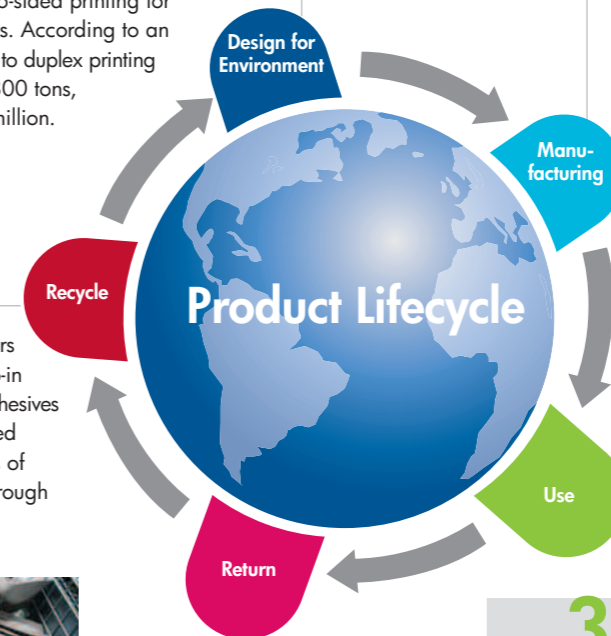 o-sided printing for
s. According to an
to duplex printing
00 tons,
nillion.
Design for
Environment
Manu-
facturing
Recycle
Product Lifecycle
rs
-in
hesives
ed
of
rough
Use
Return
3